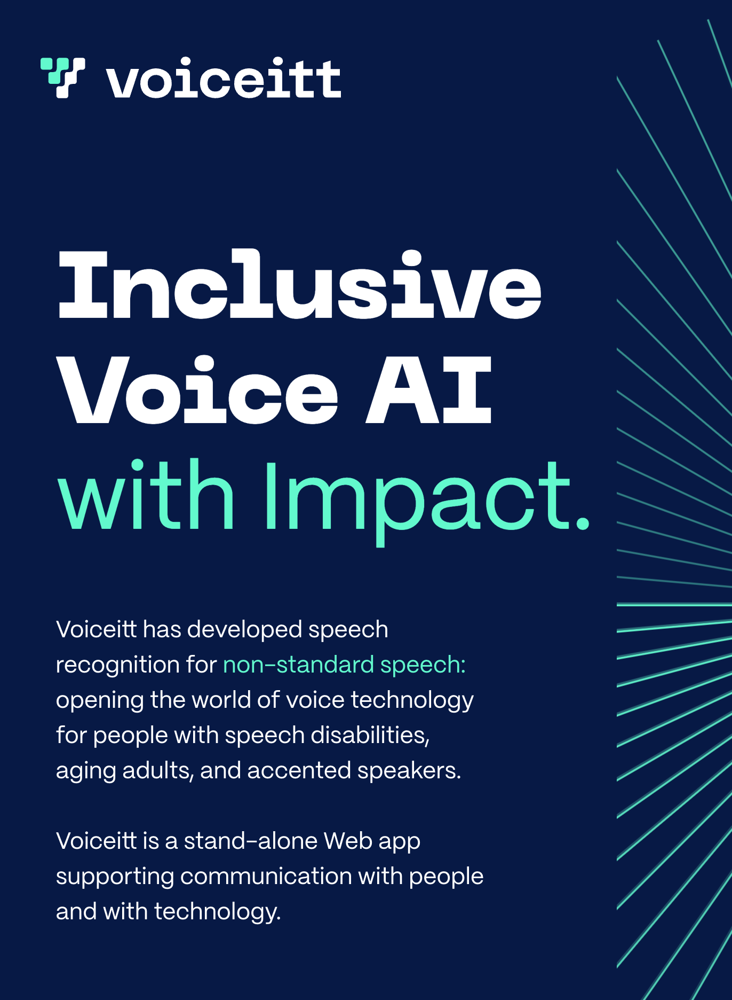 voiceitt
Inclusive
Voice AI
with Impact.
Voiceitt has developed speech
recognition for non-standard speech:
opening the world of voice technology
for people with speech disabilities,
aging adults, and accented speakers.
Voiceitt is a stand-alone Web app
supporting communication with people
and with technology.